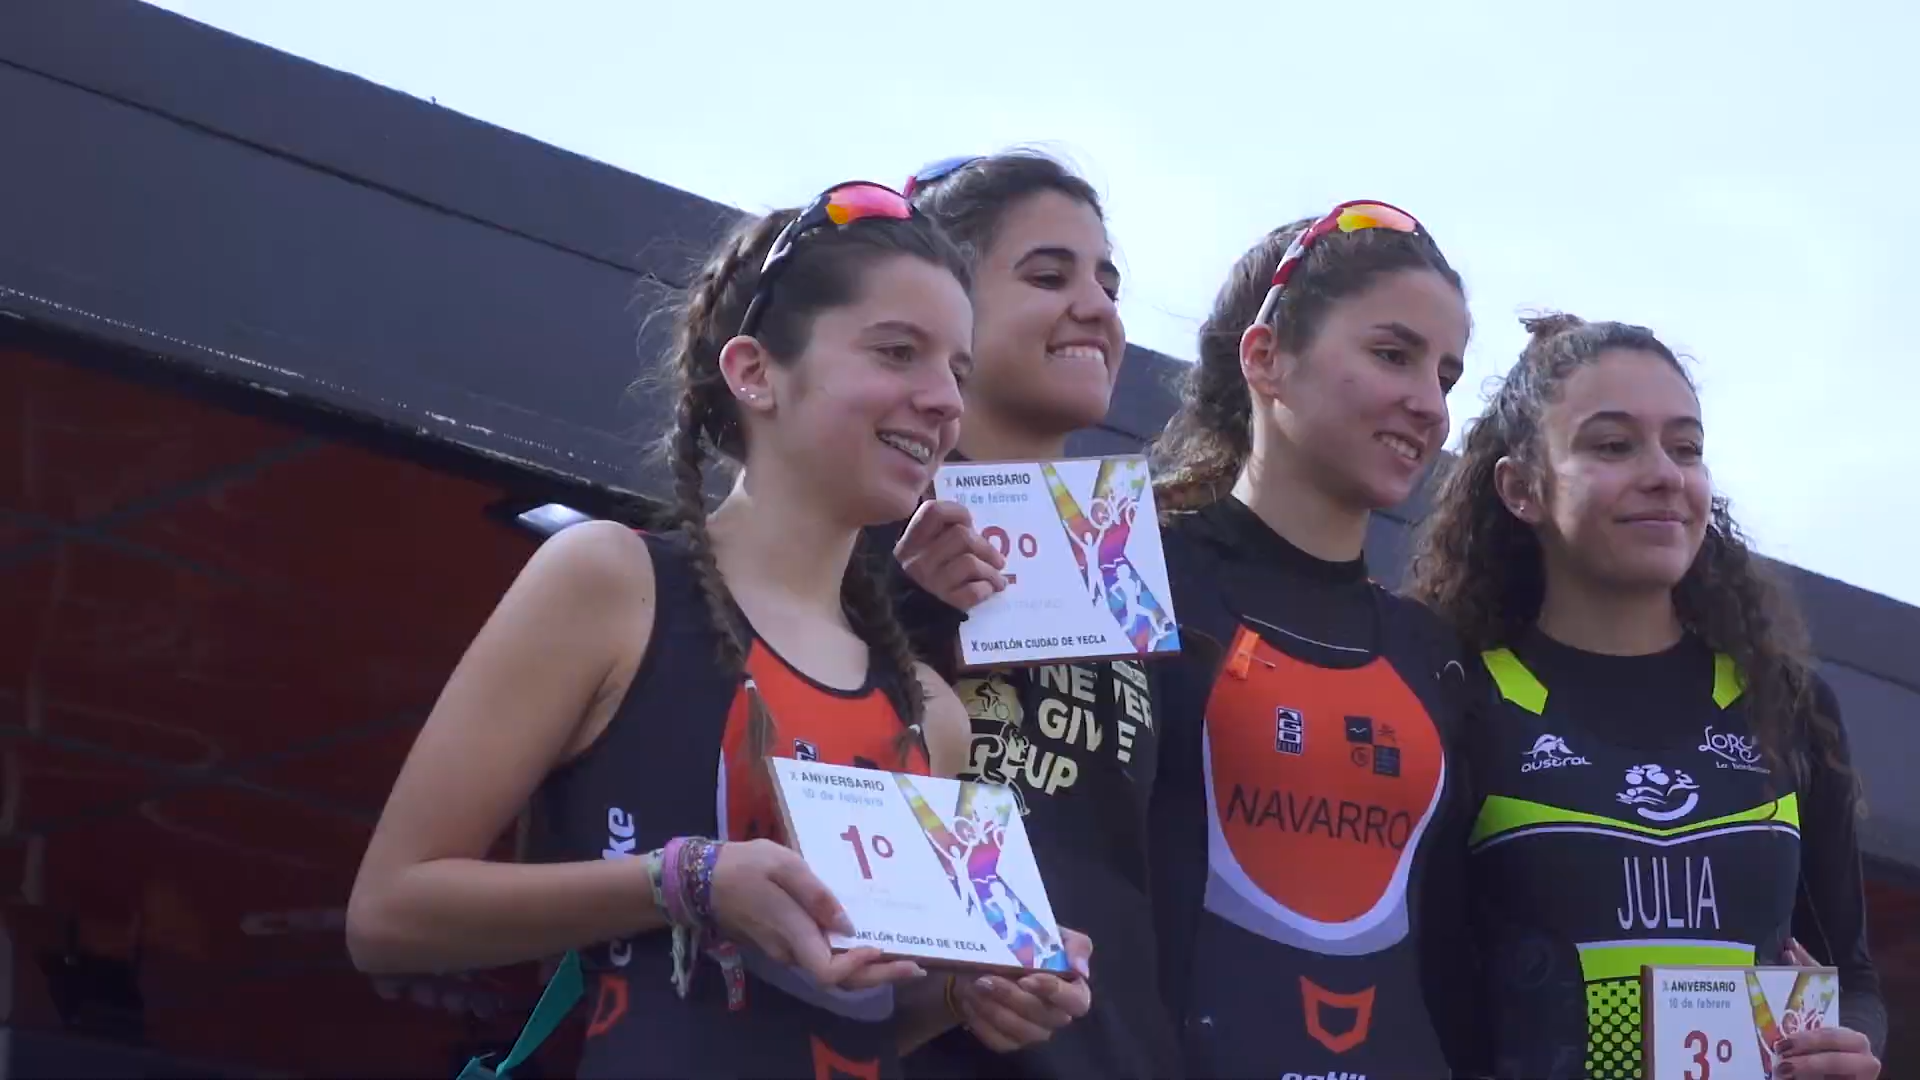 X ANIVERSARIO
10 de febrero
2º
X DUATLÓN CIUDAD DE YECLA
NEVER
GIVE
UP
X ANIVERSARIO
10 de febrero
1º
DUATLÓN CIUDAD DE YECLA
NAVARRO
austral
Lorca
JULIA
X ANIVERSARIO
10 de febrero
3º